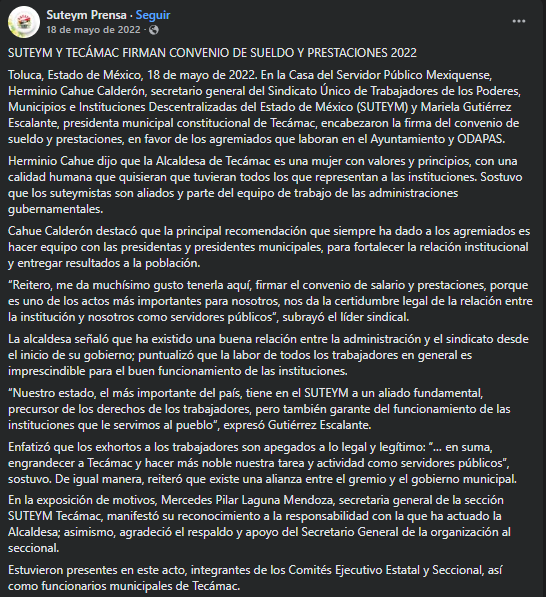 Suteym Prensa · Seguir
18 de mayo de 2022 ·
SUTEYM Y TECÁMAC FIRMAN CONVENIO DE SUELDO Y PRESTACIONES 2022
Toluca, Estado de México, 18 de mayo de 2022. En la Casa del Servidor Público Mexiquense,
Herminio Cahue Calderón, secretario general del Sindicato Único de Trabajadores de los Poderes,
Municipios e Instituciones Descentralizadas del Estado de México (SUTEYM) y Mariela Gutiérrez
Escalante, presidenta municipal constitucional de Tecámac, encabezaron la firma del convenio de
sueldo y prestaciones, en favor de los agremiados que laboran en el Ayuntamiento y ODAPAS.
Herminio Cahue dijo que la Alcaldesa de Tecámac es una mujer con valores y principios, con una
calidad humana que quisieran que tuvieran todos los que representan a las instituciones. Sostuvo
que los suteymistas son aliados y parte del equipo de trabajo de las administraciones
gubernamentales.
Cahue Calderón destacó que la principal recomendación que siempre ha dado a los agremiados es
hacer equipo con las presidentas y presidentes municipales, para fortalecer la relación institucional
y entregar resultados a la población.
“Reitero, me da muchísimo gusto tenerla aquí, firmar el convenio de salario y prestaciones, porque
es uno de los actos más importantes para nosotros, nos da la certidumbre legal de la relación entre
la institución y nosotros como servidores públicos”, subrayó el líder sindical.
La alcaldesa señaló que ha existido una buena relación entre la administración y el sindicato desde
el inicio de su gobierno; puntualizó que la labor de todos los trabajadores en general es
imprescindible para el buen funcionamiento de las instituciones.
“Nuestro estado, el más importante del país, tiene en el SUTEYM a un aliado fundamental,
precursor de los derechos de los trabajadores, pero también garante del funcionamiento de las
instituciones que le servimos al pueblo”, expresó Gutiérrez Escalante.
Enfatizó que los exhortos a los trabajadores son apegados a lo legal y legítimo: “... en suma,
engrandecer a Tecámac y hacer más noble nuestra tarea y actividad como servidores públicos”,
sostuvo. De igual manera, reiteró que existe una alianza entre el gremio y el gobierno municipal.
En la exposición de motivos, Mercedes Pilar Laguna Mendoza, secretaria general de la sección
SUTEYM Tecámac, manifestó su reconocimiento a la responsabilidad con la que ha actuado la
Alcaldesa; asimismo, agradeció el respaldo y apoyo del Secretario General de la organización al
seccional.
Estuvieron presentes en este acto, integrantes de los Comités Ejecutivo Estatal y Seccional, así
como funcionarios municipales de Tecámac.